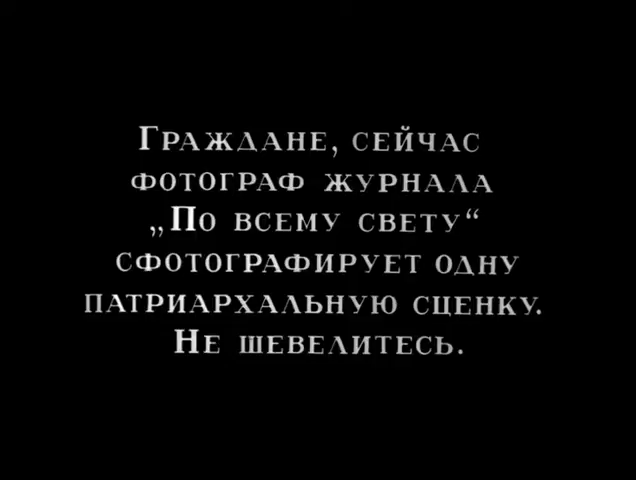 Граждане, сейчас
фотограф журнала
„По всему свету“
сфотографирует одну
патриархальную сценку.
Не шевелитесь.